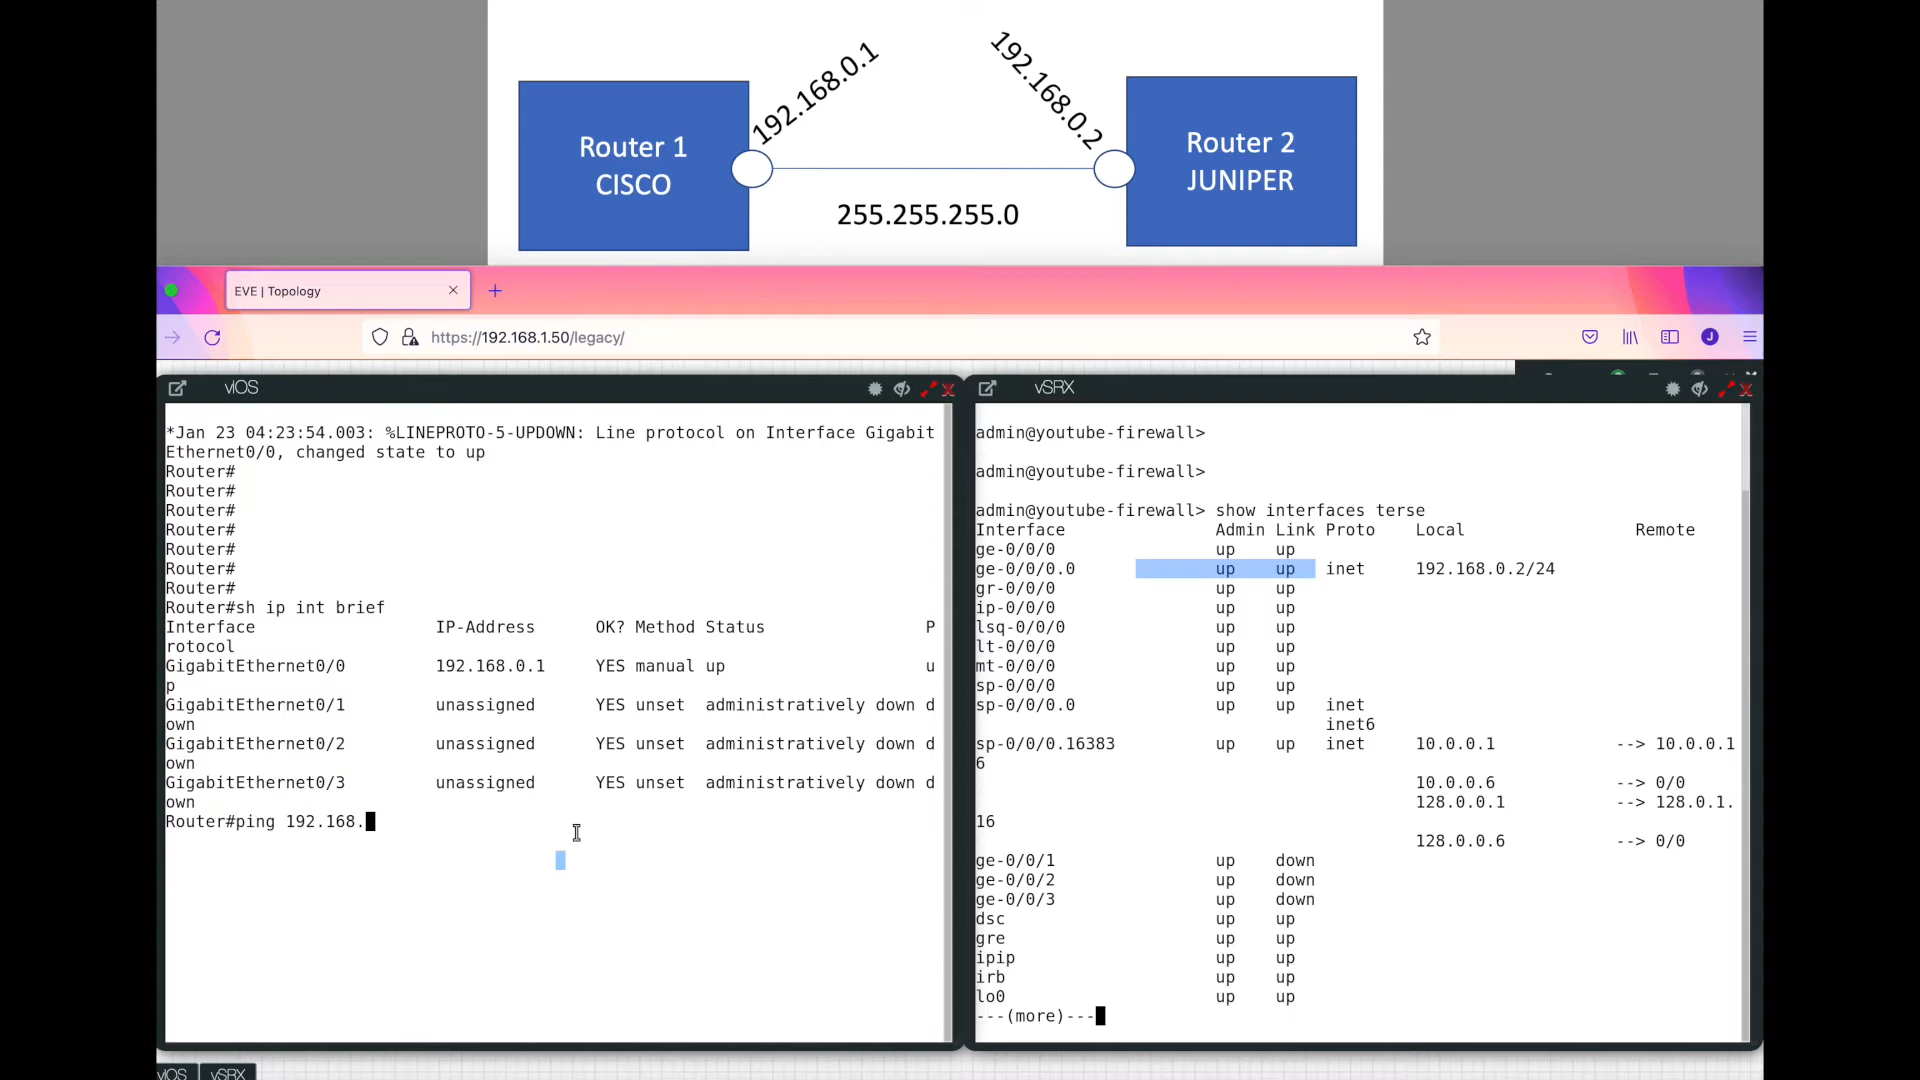 192.168.0.1
192.168.0.2
Router 1
CISCO
Router 2
JUNIPER
255.255.255.0
EVE | Topology
https://192.168.1.50/legacy/
J
vIOS
*Jan 23 04:23:54.003: %LINEPROTO-5-UPDOWN: Line protocol on Interface Gigabit
Ethernet0/0, changed state to up
Router#
Router#
Router#
Router#
Router#
Router#
Router#
Router#sh ip int brief
Interface IP-Address OK? Method Status P
rotocol
GigabitEthernet0/0 192.168.0.1 YES manual up u
p
GigabitEthernet0/1 unassigned YES unset administratively down d
own
GigabitEthernet0/2 unassigned YES unset administratively down d
own
GigabitEthernet0/3 unassigned YES unset administratively down d
own
Router#ping 192.168.
vSRX
admin@youtube-firewall>
admin@youtube-firewall>
admin@youtube-firewall> show interfaces terse
Interface Admin Link Proto Local Remote
ge-0/0/0 up up
ge-0/0/0.0 up up inet 192.168.0.2/24
gr-0/0/0 up up
ip-0/0/0 up up
lsq-0/0/0 up up
lt-0/0/0 up up
mt-0/0/0 up up
sp-0/0/0 up up
sp-0/0/0.0 up up inet
inet6
sp-0/0/0.16383 up up inet 10.0.0.1 --> 10.0.0.1
6
10.0.0.6 --> 0/0
128.0.0.1 --> 128.0.1.
16
128.0.0.6 --> 0/0
ge-0/0/1 up down
ge-0/0/2 up down
ge-0/0/3 up down
dsc up up
gre up up
ipip up up
irb up up
lo0 up up
---(more)---
vIOS
vSRX